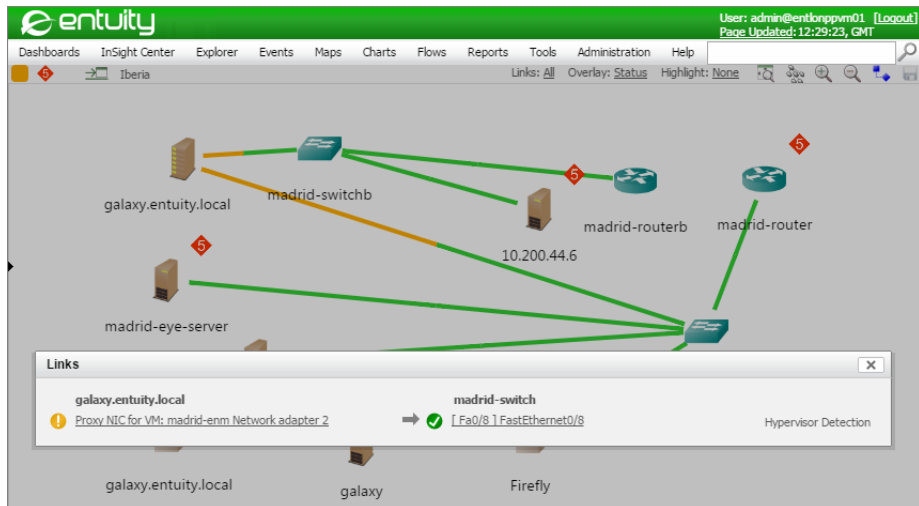 entuity
User: admin@entlonppvm01 [Logout]
Page Updated: 12:29:23, GMT
Dashboards InSight Center Explorer Events Maps Charts Flows Reports Tools Administration Help
5 Iberia Links: All Overlay: Status Highlight: None
5
5
galaxy.entuity.local
madrid-switchb
madrid-routerb
madrid-router
10.200.44.6
5
madrid-eye-server
Links
galaxy.entuity.local madrid-switch
Proxy NIC for VM: madrid-enm Network adapter 2 [ Fa0/8 ] FastEthernet0/8 Hypervisor Detection
galaxy.entuity.local
galaxy
Firefly